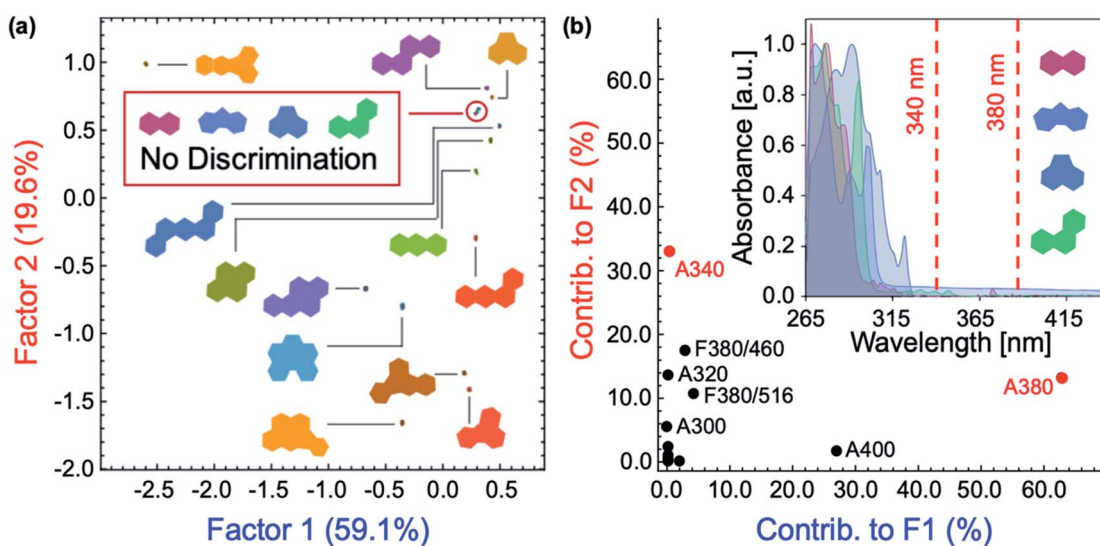 (a)
Factor 2 (19.6%)
1.0
0.5
0.0
-0.5
-1.0
-1.5
-2.0
No Discrimination
-2.5
-2.0
-1.5
-1.0
-0.5
0.0
0.5
Factor 1 (59.1%)
(b)
Contrib. to F2 (%)
60.0
50.0
40.0
30.0
20.0
10.0
0.0
A340
F380/460
A320
F380/516
A300
A400
A380
0.0
10.0
20.0
30.0
40.0
50.0
60.0
Contrib. to F1 (%)
Absorbance [a.u.]
1.0
0.8
0.6
0.4
0.2
0.0
340 nm
380 nm
265
315
365
415
Wavelength [nm]